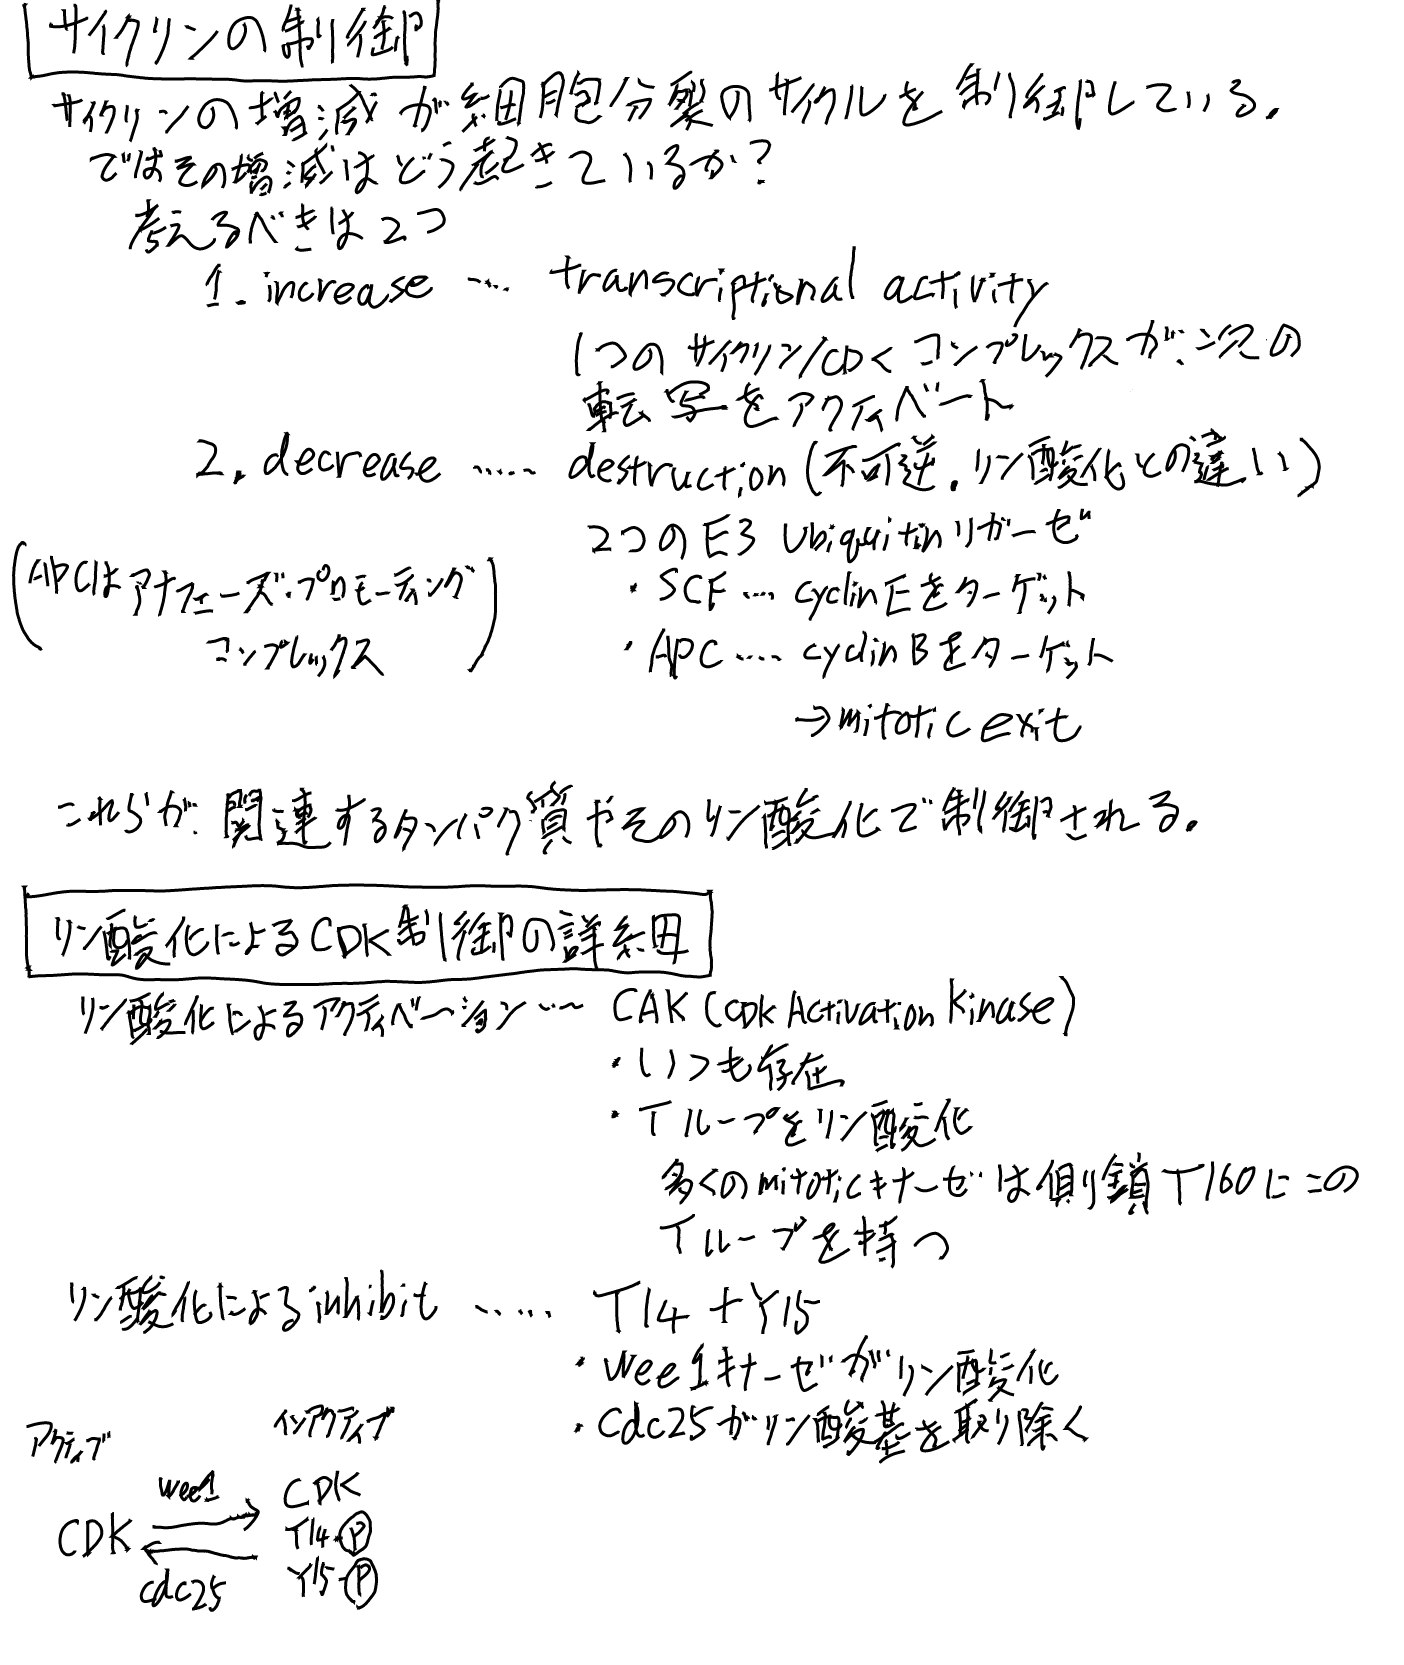 サイクリンの制御
サイクリンの増減が細胞分裂のサイクルを制御している。
ではその増減はどう起きているか?
考えるべきは2つ
1. increase … transcriptional activity
1つのサイクリン/CDKコンプレックスが、次の
転写をアクティベート
2. decrease ‥… destruction (不可逆。リン酸化との違い)
2つのE3 Ubiquitinリガーゼ
・SCF …. cyclin Eをターゲット
・APC …. cyclin Bをターゲット
→mitotic exit
(APCはアナフェーズ・プロモーティング
コンプレックス)
これらが、関連するタンパク質やそのリン酸化で制御される。
リン酸化によるCDK制御の詳細
リン酸化によるアクティベーション … CAK (CDK Activation Kinase)
・いつも存在
・Tループをリン酸化
多くのmitoticキナーゼは側鎖T160にこの
Tループを持つ
リン酸化によるinhibit ….. T14+Y15
・wee1キナーゼがリン酸化
・Cdc25がリン酸基を取り除く
アクティブ インアクティブ
wee1
CDK
CDK
T14-P
Y15-P
cdc25